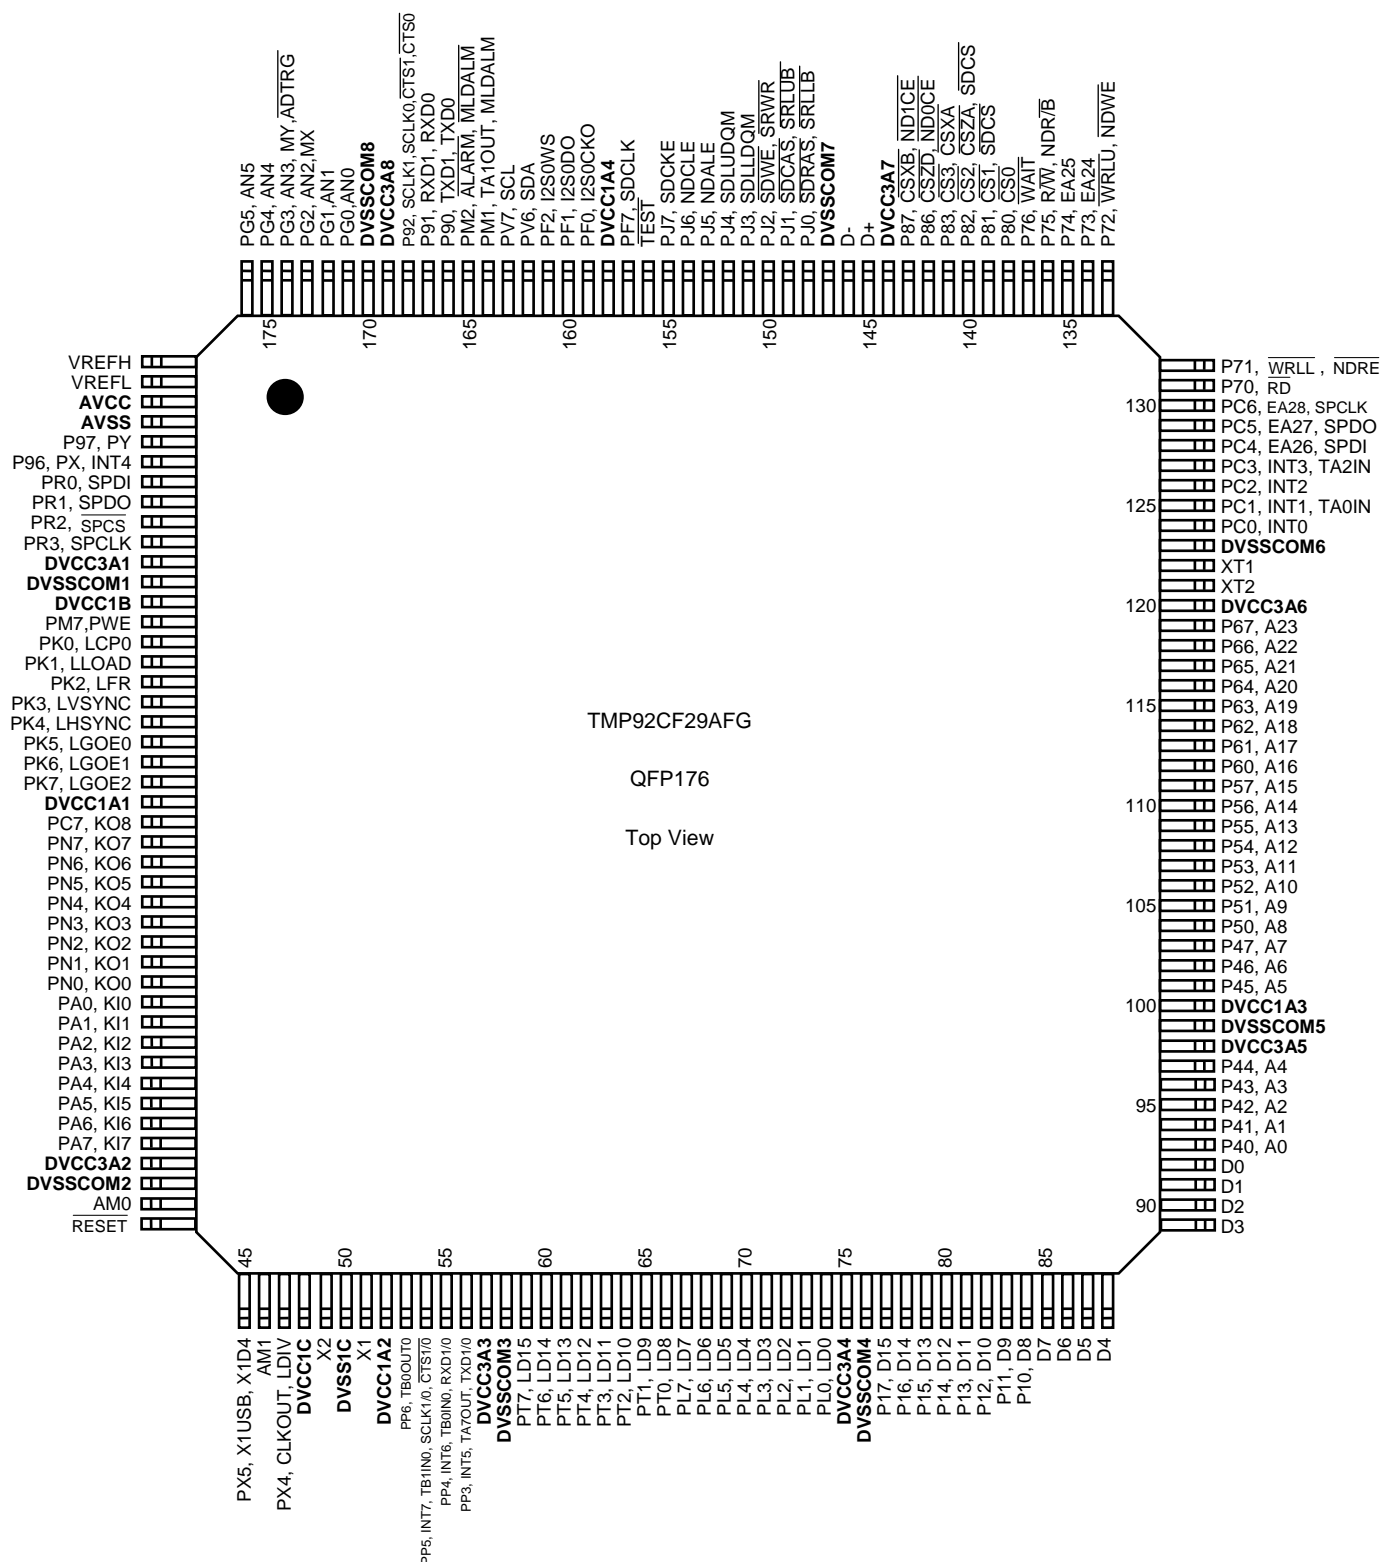 PG5, AN5
PG4, AN4
PG3, AN3, MY,ADTRG
PG2, AN2,MX
PG1,AN1
PG0,AN0
DVSSCOM8
DVCC3A8
P92, SCLK1,SCLK0,CTS1,CTS0
P91, RXD1, RXD0
P90, TXD1, TXD0
PM2, ALARM, MLDALM
PM1, TA1OUT, MLDALM
PV7, SCL
PV6, SDA
PF2, I2S0WS
PF1, I2S0DO
PF0, I2S0CKO
DVCC1A4
PF7, SDCLK
TEST
PJ7, SDCKE
PJ6, NDCLE
PJ5, NDALE
PJ4, SDLUDQM
PJ3, SDLLDQM
PJ2, SDWE, SRWR
PJ1, SDCAS, SRLUB
PJ0, SDRAS, SRLLB
DVSSCOM7
D-
D+
DVCC3A7
P87, CSXB, ND1CE
P86, CSZD, ND0CE
P83, CS3, CSXA
P82, CS2, CSZA, SDCS
P81, CS1, SDCS
P80, CS0
P76, WAIT
P75, R/W, NDR/B
P74, EA25
P73, EA24
P72, WRLU, NDWE
175
170
165
160
155
150
145
140
135
VREFH
VREFL
AVCC
AVSS
P97, PY
P96, PX, INT4
PR0, SPDI
PR1, SPDO
PR2, SPCS
PR3, SPCLK
DVCC3A1
DVSSCOM1
DVCC1B
PM7,PWE
PK0, LCP0
PK1, LLOAD
PK2, LFR
PK3, LVSYNC
PK4, LHSYNC
PK5, LGOE0
PK6, LGOE1
PK7, LGOE2
DVCC1A1
PC7, KO8
PN7, KO7
PN6, KO6
PN5, KO5
PN4, KO4
PN3, KO3
PN2, KO2
PN1, KO1
PN0, KO0
PA0, KI0
PA1, KI1
PA2, KI2
PA3, KI3
PA4, KI4
PA5, KI5
PA6, KI6
PA7, KI7
DVCC3A2
DVSSCOM2
AM0
RESET
TMP92CF29AFG
QFP176
Top View
P71, WRLL , NDRE
P70, RD
130 PC6, EA28, SPCLK
PC5, EA27, SPDO
PC4, EA26, SPDI
PC3, INT3, TA2IN
PC2, INT2
125 PC1, INT1, TA0IN
PC0, INT0
DVSSCOM6
XT1
XT2
120 DVCC3A6
P67, A23
P66, A22
P65, A21
P64, A20
115 P63, A19
P62, A18
P61, A17
P60, A16
P57, A15
110 P56, A14
P55, A13
P54, A12
P53, A11
P52, A10
105 P51, A9
P50, A8
P47, A7
P46, A6
P45, A5
100 DVCC1A3
DVSSCOM5
DVCC3A5
P44, A4
P43, A3
95 P42, A2
P41, A1
P40, A0
D0
D1
90 D2
D3
45
50
55
60
65
70
75
80
85
PX5, X1USB, X1D4
AM1
PX4, CLKOUT, LDIV
DVCC1C
X2
DVSS1C
X1
DVCC1A2
PP6, TB0OUT0
PP5, INT7, TB1IN0, SCLK1/0, CTS1/0
PP4, INT6, TB0IN0, RXD1/0
PP3, INT5, TA7OUT, TXD1/0
DVCC3A3
DVSSCOM3
PT7, LD15
PT6, LD14
PT5, LD13
PT4, LD12
PT3, LD11
PT2, LD10
PT1, LD9
PT0, LD8
PL7, LD7
PL6, LD6
PL5, LD5
PL4, LD4
PL3, LD3
PL2, LD2
PL1, LD1
PL0, LD0
DVCC3A4
DVSSCOM4
P17, D15
P16, D14
P15, D13
P14, D12
P13, D11
P12, D10
P11, D9
P10, D8
D7
D6
D5
D4